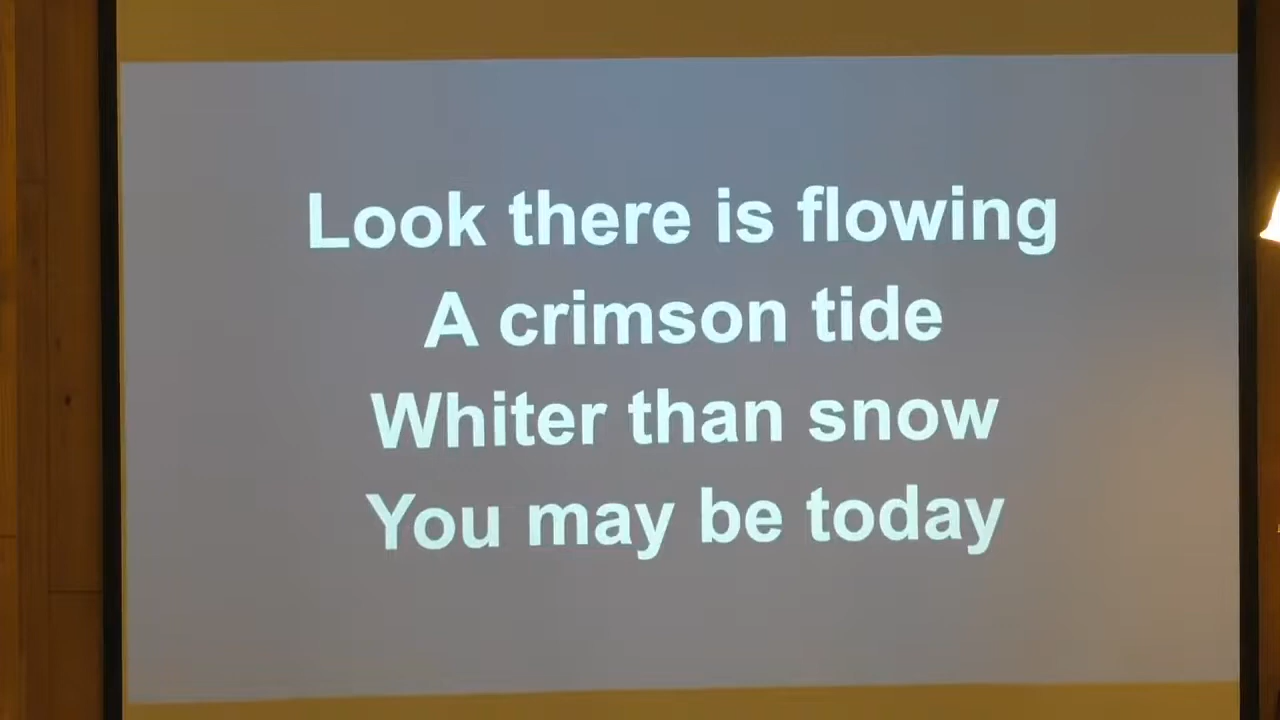 Look there is flowing
A crimson tide
Whiter than snow
You may be today